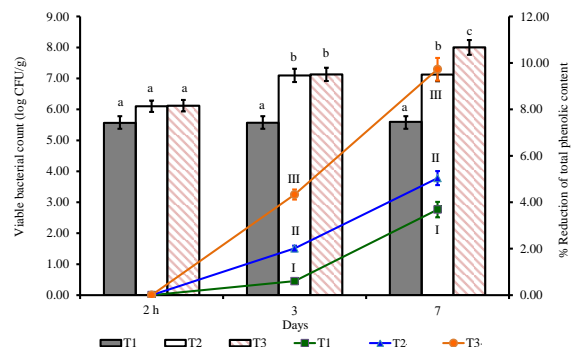 9.00
8.00
7.00
6.00
5.00
4.00
3.00
2.00
1.00
0.00
Viable bacterial count (log CFU/g)
12.00
10.00
8.00
6.00
4.00
2.00
0.00
% Reduction of total phenolic content
a a a
a b b
a b c
III
II
I
III
II
I
2 h 3 7
Days
T1 T2 T3 T1 T2 T3